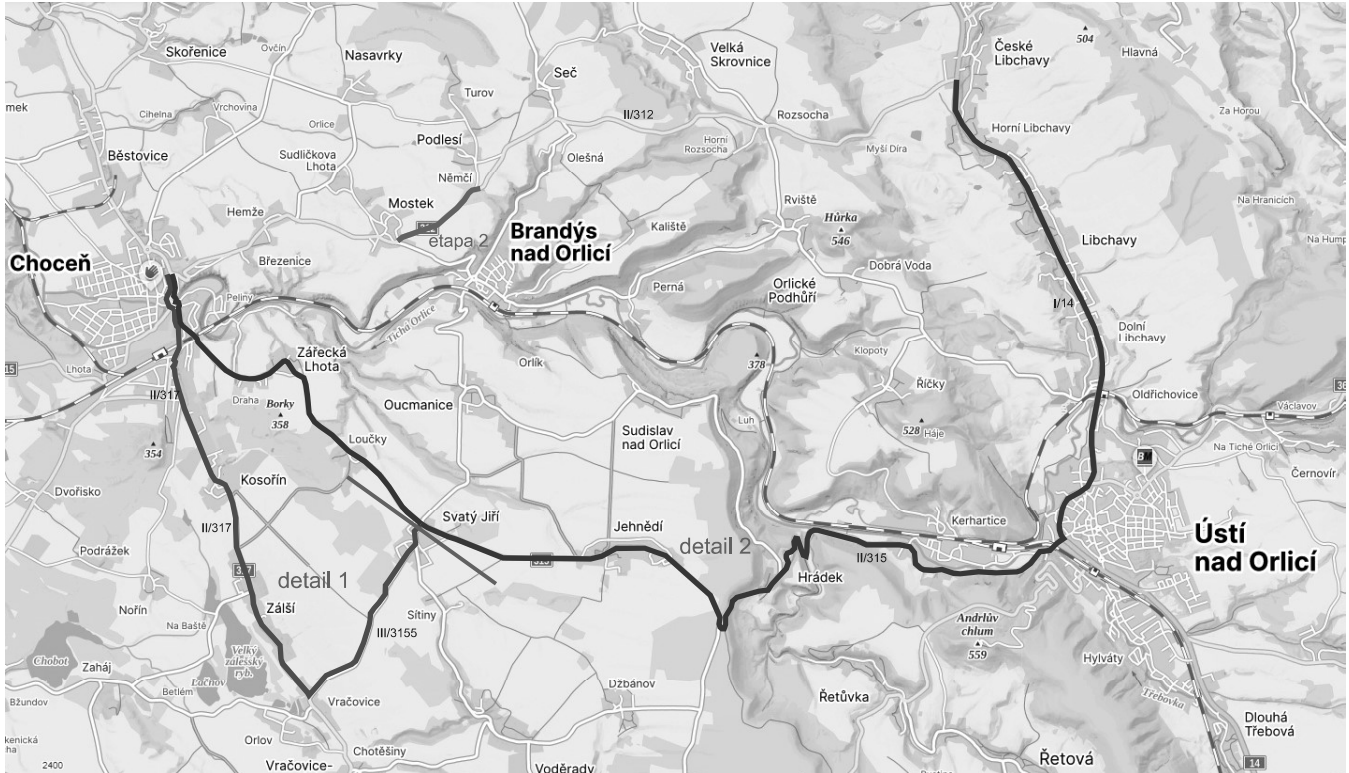 Skořenice
Ovčín
Nasavrky
Velká
Skrovnice
České
Libchavy
504
Hlavná
Seč
Cihelna
Vrchovina
Turov
Orlice
II/312
Rozsocha
Za Horou
Běstovice
Sudličkova
Lhota
Podlesí
Olešná
Horní
Rozsocha
Myší Díra
Horní Libchavy
Němčí
Mostek
Rviště
Na Hranicích
Hemže
etapa 2
Brandýs
nad Orlicí
Kaliště
Hůrka
546
Libchavy
Choceň
Březenice
Dobrá Voda
Peliny
Perná
Orlické
Podhůří
I/14
Tichá Orlice
Dolní
Libchavy
Zářecká
Lhota
Orlík
378
Klopoty
Lhota
II/317
Draha
Borky
358
Oucmanice
Říčky
Oldřichovice
Václavov
354
Loučky
Sudislav
nad Orlicí
Luh
528
Háje
Na Tiché Orlici
Dvořisko
Kosořín
Černovír
II/317
Svatý Jiří
Jehnědí
detail 2
Kerhartice
Ústí
nad Orlicí
Podrážek
II/315
detail 1
Hrádek
Nořín
Zálší
Sítiny
Na Baště
III/3155
Andrlův
chlum
559
Hylváty
Chobot
Zaháj
Velký
zálešský
ryb.
Betlém
Lachov
Vračovice
Džbánov
Řetůvka
Třebovka
Bžundov
Orlov
Chotěšiny
Dlouhá
Třebová
2400
Vračovice-
Voděrady
Řetová
14